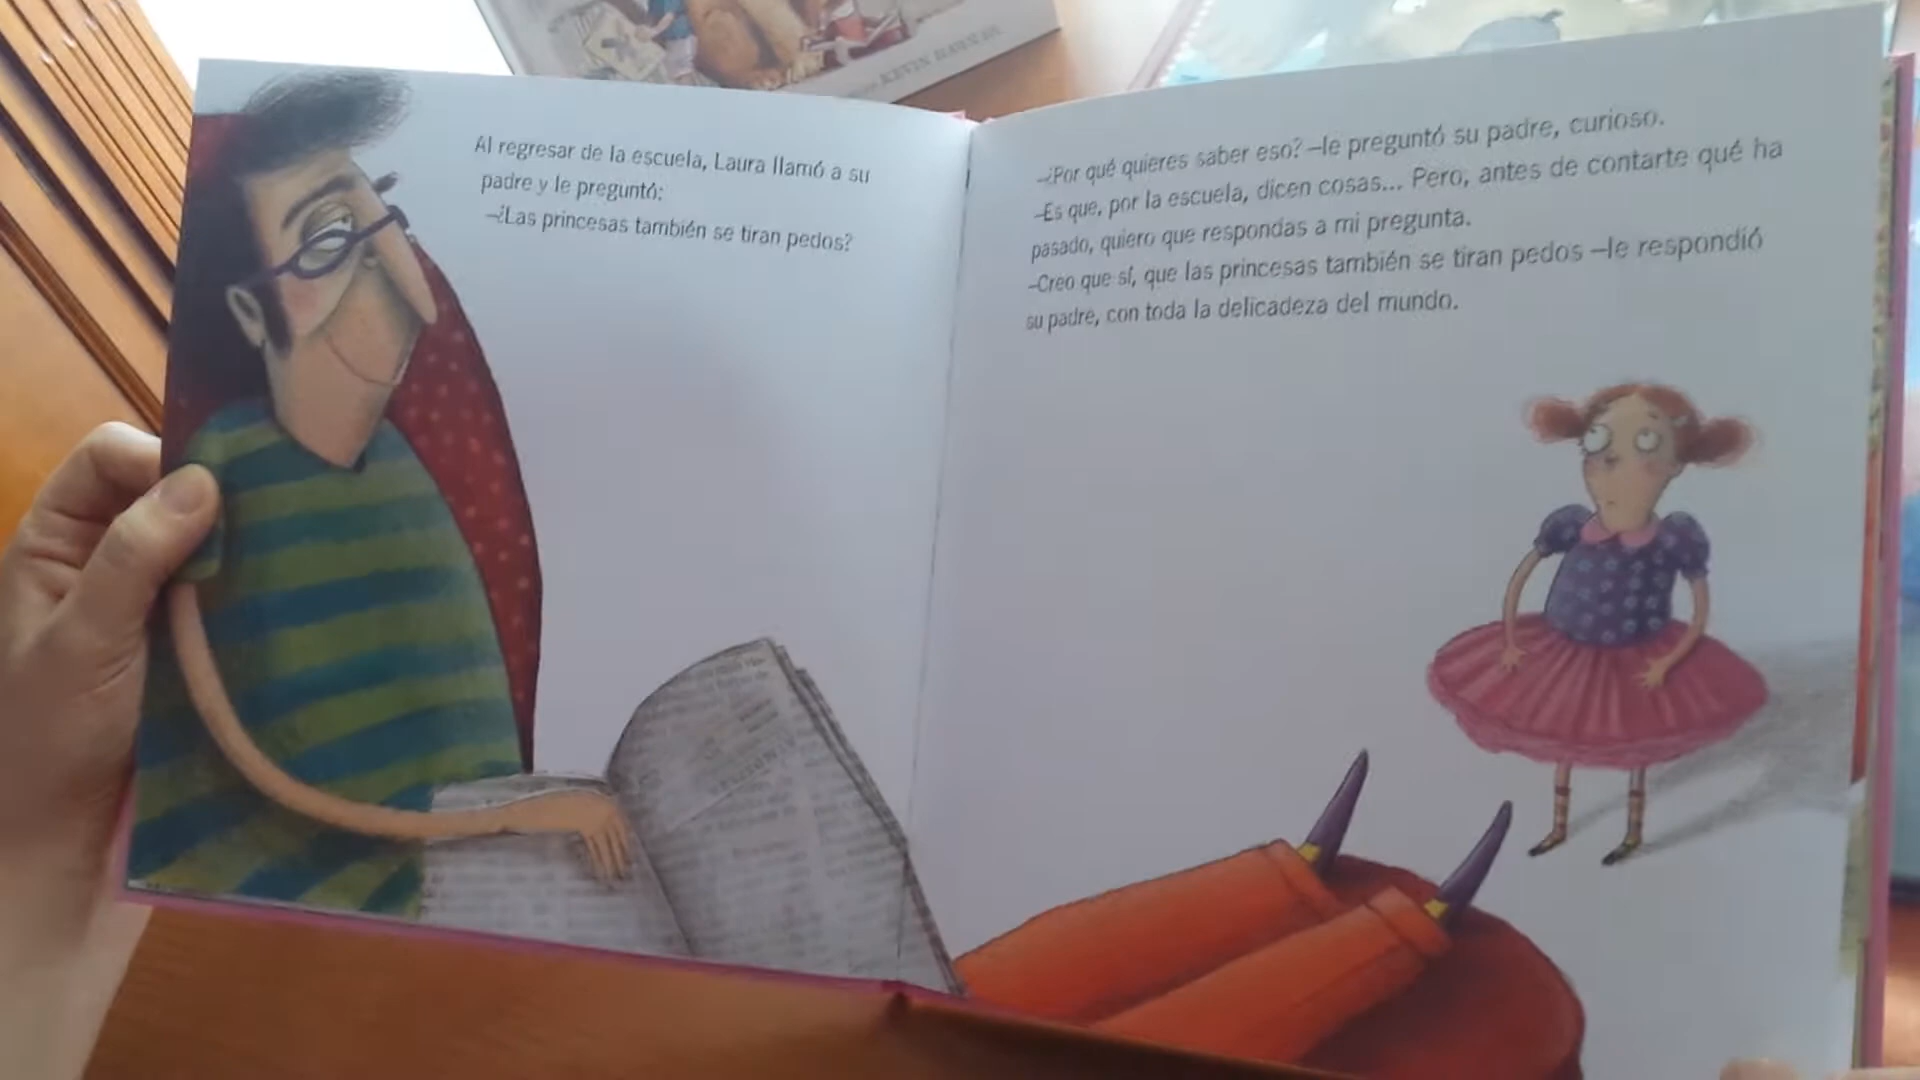 KEVIN
Al regresar de la escuela, Laura llamó a su
padre y le preguntó:
–¿Las princesas también se tiran pedos?
–¿Por qué quieres saber eso? –le preguntó su padre, curioso.
–Es que, por la escuela, dicen cosas... Pero, antes de contarte qué ha
pasado, quiero que respondas a mi pregunta.
–Creo que sí, que las princesas también se tiran pedos –le respondió
su padre, con toda la delicadeza del mundo.